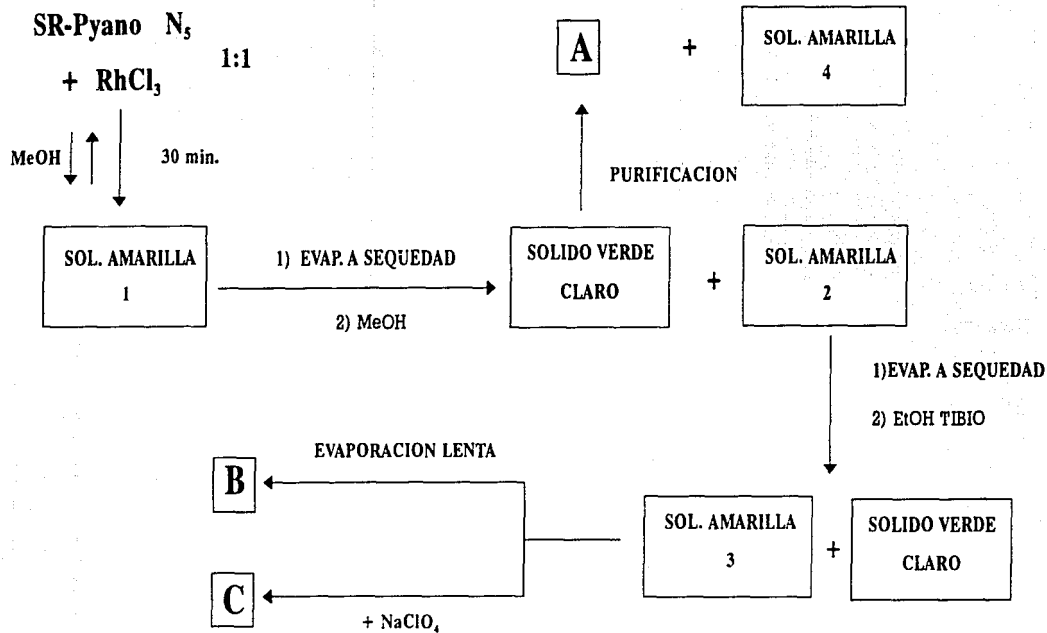 SR-Pyano N₅
+ RhCl₃
1:1
MeOH
30 min.
SOL. AMARILLA
1
1) EVAP. A SEQUEDAD
2) MeOH
SOLIDO VERDE
CLARO
+
SOL. AMARILLA
2
PURIFICACION
A
+
SOL. AMARILLA
4
1)EVAP. A SEQUEDAD
2) EtOH TIBIO
SOL. AMARILLA
3
+
SOLIDO VERDE
CLARO
EVAPORACION LENTA
B
C
+ NaClO₄